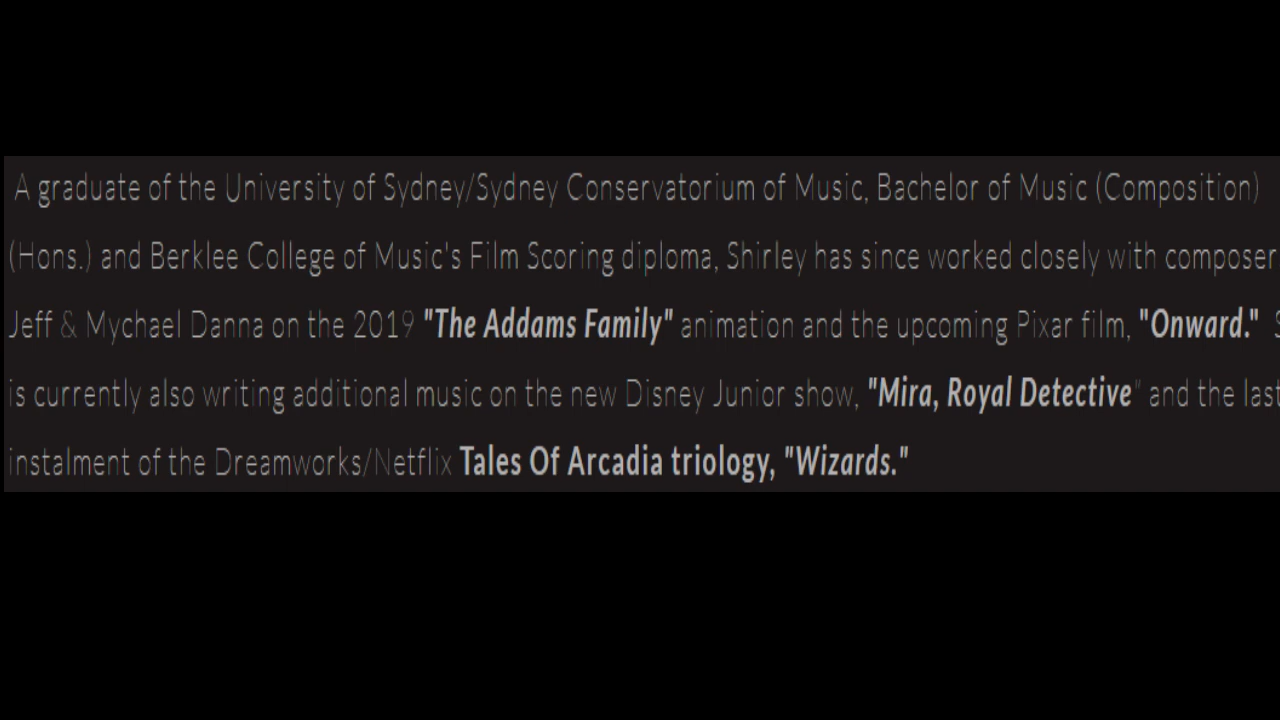 A graduate of the University of Sydney/Sydney Conservatorium of Music, Bachelor of Music (Composition)
(Hons.) and Berklee College of Music's Film Scoring diploma, Shirley has since worked closely with composer
Jeff & Mychael Danna on the 2019 "The Addams Family" animation and the upcoming Pixar film, "Onward."
is currently also writing additional music on the new Disney Junior show, "Mira, Royal Detective" and the last
instalment of the Dreamworks/Netflix Tales Of Arcadia triology, "Wizards."